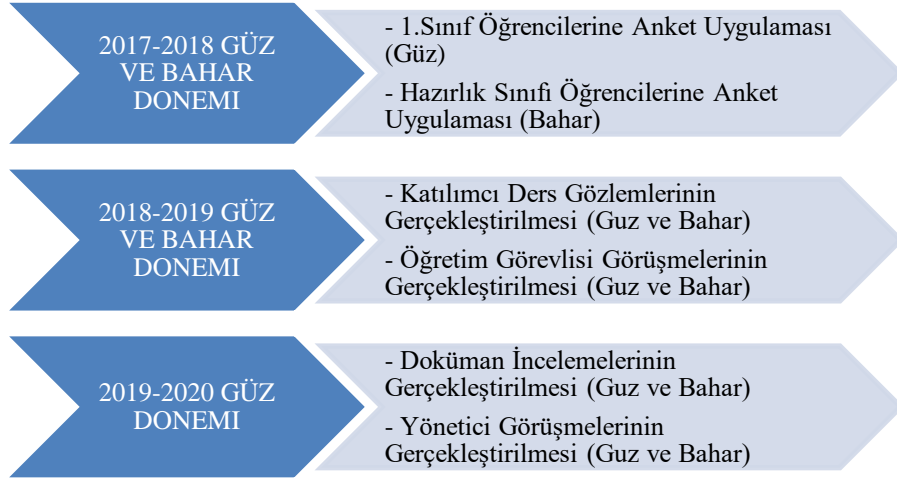 2017-2018 GÜZ
VE BAHAR
DONEMI
- 1.Sınıf Öğrencilerine Anket Uygulaması
(Güz)
- Hazırlık Sınıfı Öğrencilerine Anket
Uygulaması (Bahar)
2018-2019 GÜZ
VE BAHAR
DONEMI
- Katılımcı Ders Gözlemlerinin
Gerçekleştirilmesi (Guz ve Bahar)
- Öğretim Görevlisi Görüşmelerinin
Gerçekleştirilmesi (Guz ve Bahar)
2019-2020 GÜZ
DONEMI
- Doküman İncelemelerinin
Gerçekleştirilmesi (Guz ve Bahar)
- Yönetici Görüşmelerinin
Gerçekleştirilmesi (Guz ve Bahar)